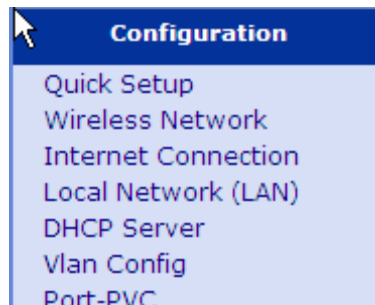 Configuration
Quick Setup
Wireless Network
Internet Connection
Local Network (LAN)
DHCP Server
Vlan Config
Port-PVC